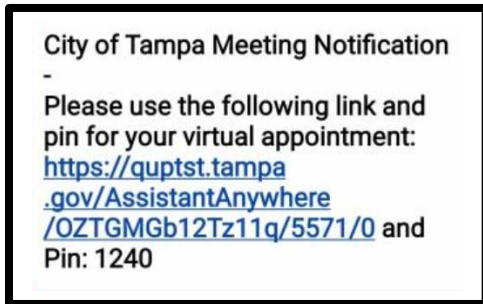 City of Tampa Meeting Notification
-
Please use the following link and
pin for your virtual appointment:
https://quptst.tampa
.gov/AssistantAnywhere
/OZTGMGb12Tz11q/5571/0 and
Pin: 1240